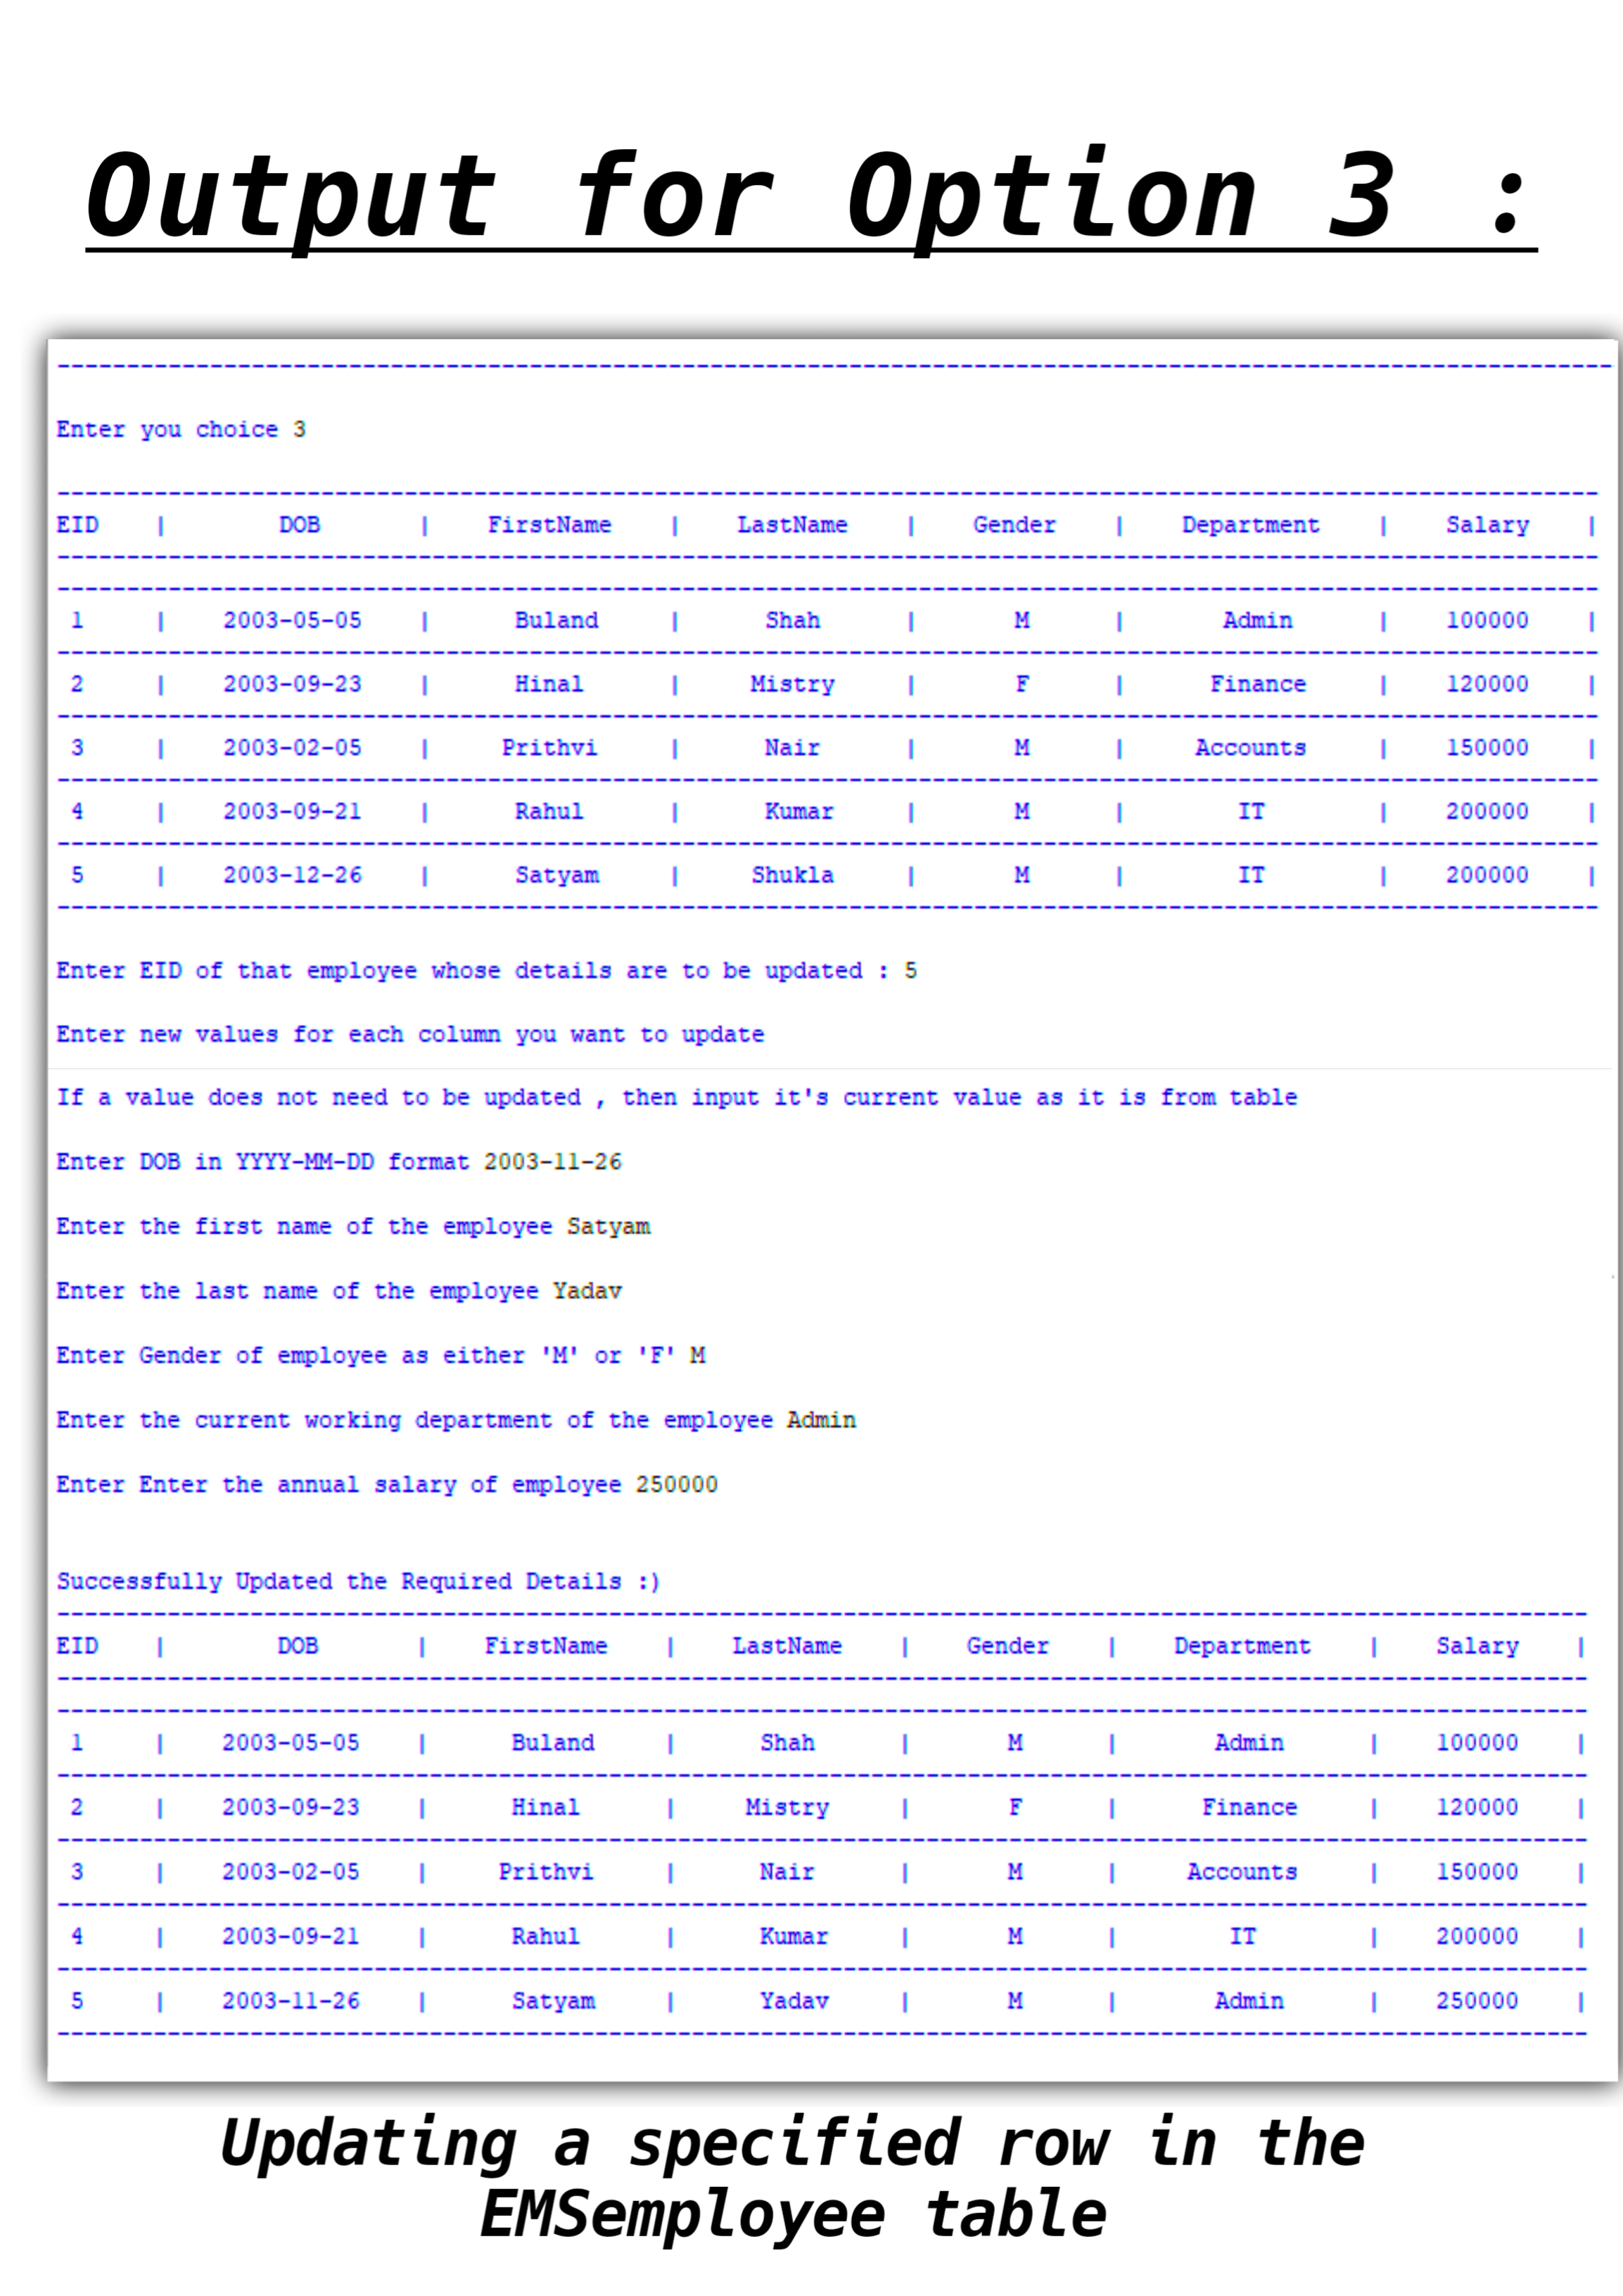 Output for Option 3 :
--------------------------------------------------------------------------------
Enter you choice 3
--------------------------------------------------------------------------------
EID | DOB | FirstName | LastName | Gender | Department | Salary |
--------------------------------------------------------------------------------
--------------------------------------------------------------------------------
1 | 2003-05-05 | Buland | Shah | M | Admin | 100000 |
--------------------------------------------------------------------------------
2 | 2003-09-23 | Hinal | Mistry | F | Finance | 120000 |
--------------------------------------------------------------------------------
3 | 2003-02-05 | Prithvi | Nair | M | Accounts | 150000 |
--------------------------------------------------------------------------------
4 | 2003-09-21 | Rahul | Kumar | M | IT | 200000 |
--------------------------------------------------------------------------------
5 | 2003-12-26 | Satyam | Shukla | M | IT | 200000 |
--------------------------------------------------------------------------------
Enter EID of that employee whose details are to be updated : 5
Enter new values for each column you want to update
If a value does not need to be updated , then input it's current value as it is from table
Enter DOB in YYYY-MM-DD format 2003-11-26
Enter the first name of the employee Satyam
Enter the last name of the employee Yadav
Enter Gender of employee as either 'M' or 'F' M
Enter the current working department of the employee Admin
Enter Enter the annual salary of employee 250000
Successfully Updated the Required Details :)
--------------------------------------------------------------------------------
EID | DOB | FirstName | LastName | Gender | Department | Salary |
--------------------------------------------------------------------------------
--------------------------------------------------------------------------------
1 | 2003-05-05 | Buland | Shah | M | Admin | 100000 |
--------------------------------------------------------------------------------
2 | 2003-09-23 | Hinal | Mistry | F | Finance | 120000 |
--------------------------------------------------------------------------------
3 | 2003-02-05 | Prithvi | Nair | M | Accounts | 150000 |
--------------------------------------------------------------------------------
4 | 2003-09-21 | Rahul | Kumar | M | IT | 200000 |
--------------------------------------------------------------------------------
5 | 2003-11-26 | Satyam | Yadav | M | Admin | 250000 |
--------------------------------------------------------------------------------
Updating a specified row in the
EMSemployee table